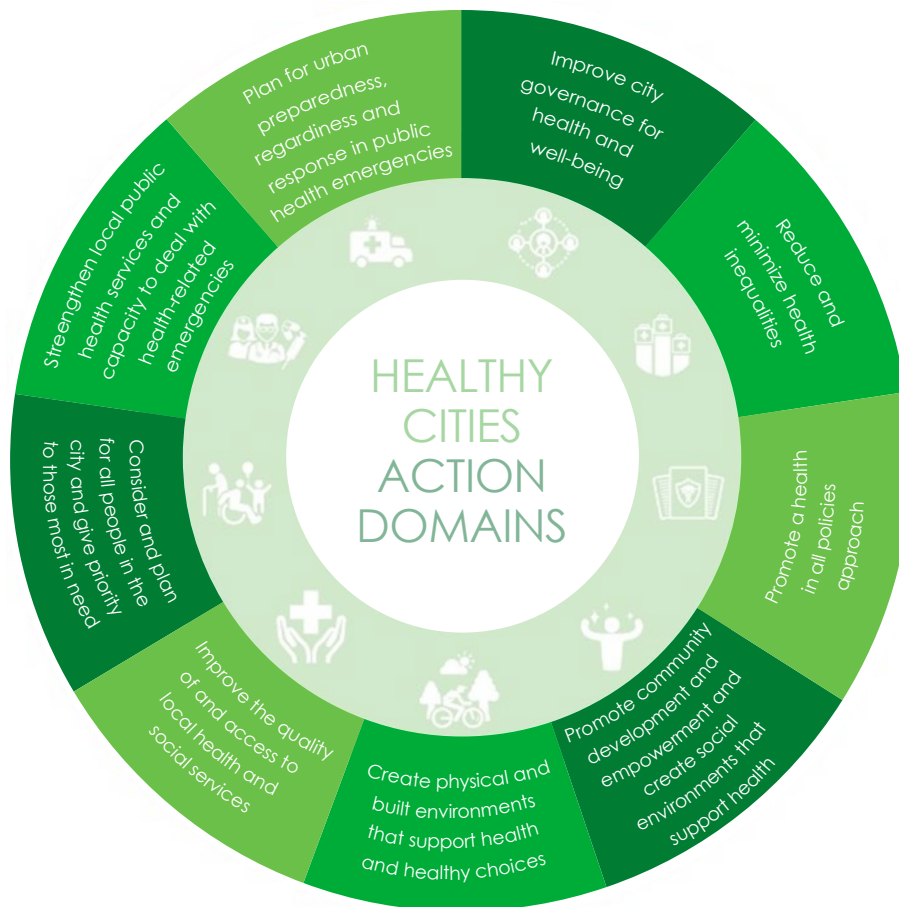 HEALTHY
CITIES
ACTION
DOMAINS
Improve city
governance for
health and
well-being
Reduce and
minimize health
inequalities
Promote a health
in all policies
approach
Promote community
development and
empowerment and
create social
environments that
support health
Create physical and
built environments
that support health
and healthy choices
Improve the quality
of and access to
local health and
social services
Consider and plan
for all people in the
city and give priority
to those most in need
Streengthen local public
health services and
capacity to deal with
health-related
emergencies
Plan for urban
preparedness,
regardiness and
response in public
health emergencies